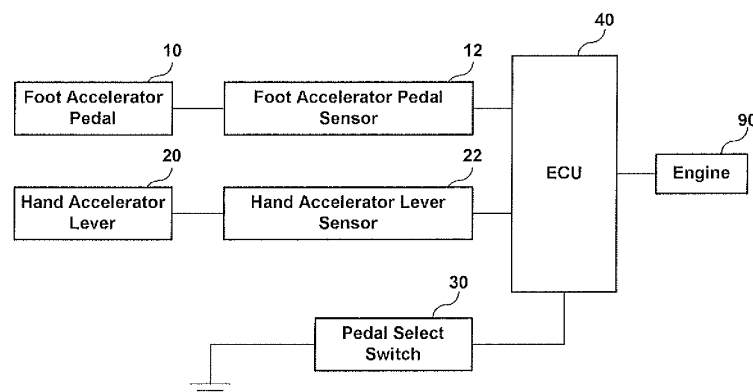 40
10
12
Foot Accelerator
Pedal
Foot Accelerator Pedal
Sensor
90
20
22
ECU
Engine
Hand Accelerator
Lever
Hand Accelerator Lever
Sensor
30
Pedal Select
Switch